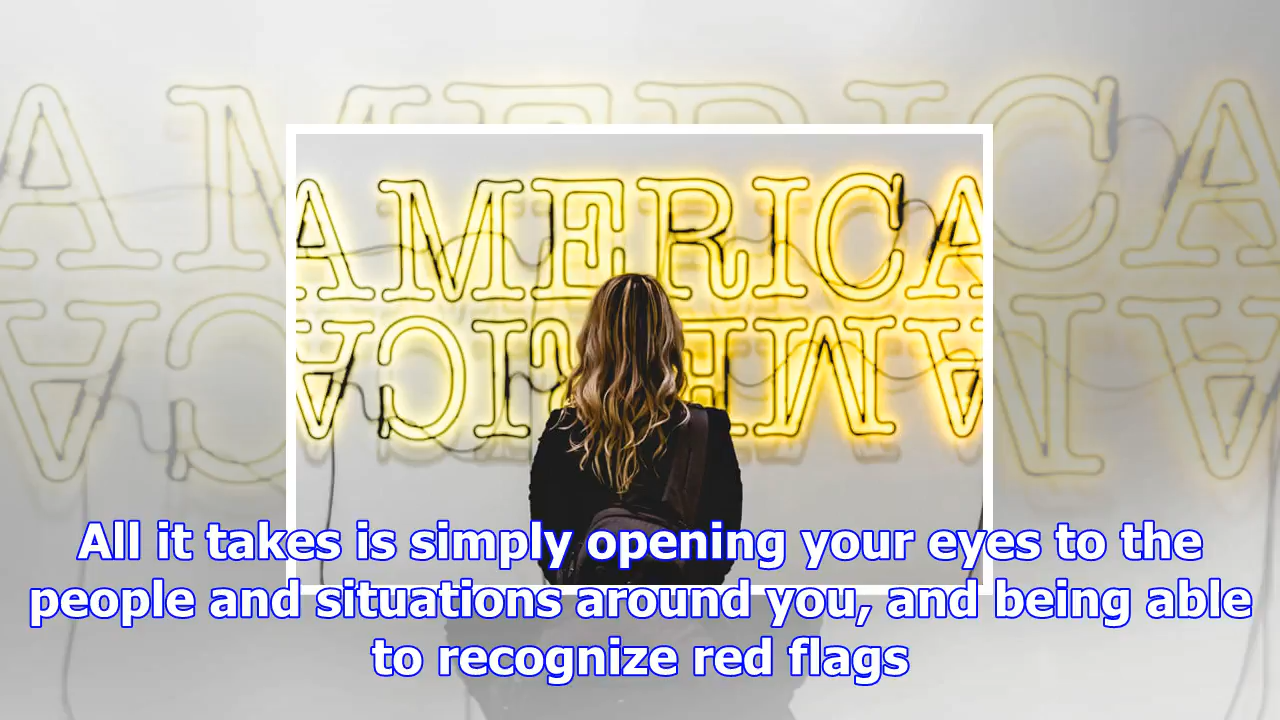 AMERICA
AMERICA
All it takes is simply opening your eyes to the
people and situations around you, and being able
to recognize red flags